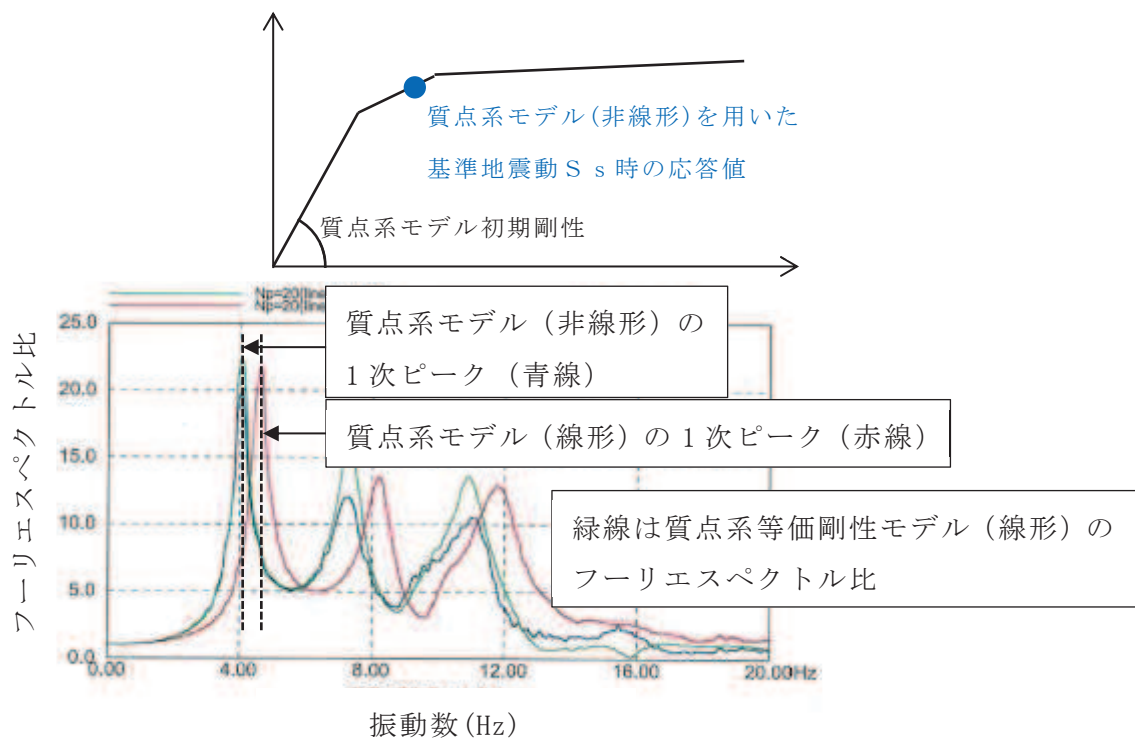 質点系モデル(非線形)を用いた
基準地震動Ｓｓ時の応答値
質点系モデル初期剛性
Np=20(line
Np=20(line
質点系モデル（非線形）の
1次ピーク（青線）
質点系モデル（線形）の1次ピーク（赤線）
緑線は質点系等価剛性モデル（線形）の
フーリエスペクトル比
フーリエスペクトル比
25.0
20.0
15.0
10.0
5.0
0.0
0.00 4.00 8.00 12.00 16.00 20.00Hz
振動数(Hz)